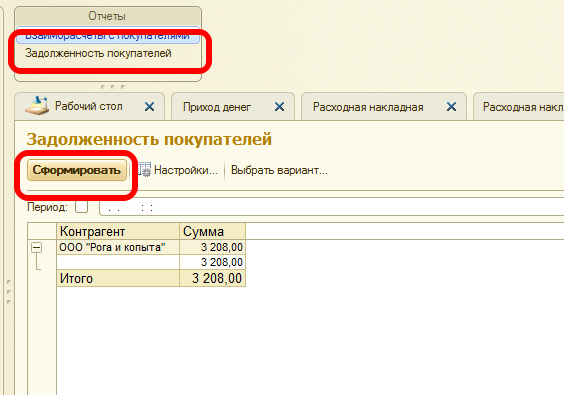 Отчеты
Взаиморасчеты с покупателями
Задолженность покупателей
Рабочий стол
Приход денег
Расходная накладная
Расходная накл
Задолженность покупателей
Сформировать
Настройки...
Выбрать вариант...
Период:
. . : :
Контрагент Сумма
ООО "Рога и копыта" 3 208,00
3 208,00
Итого 3 208,00